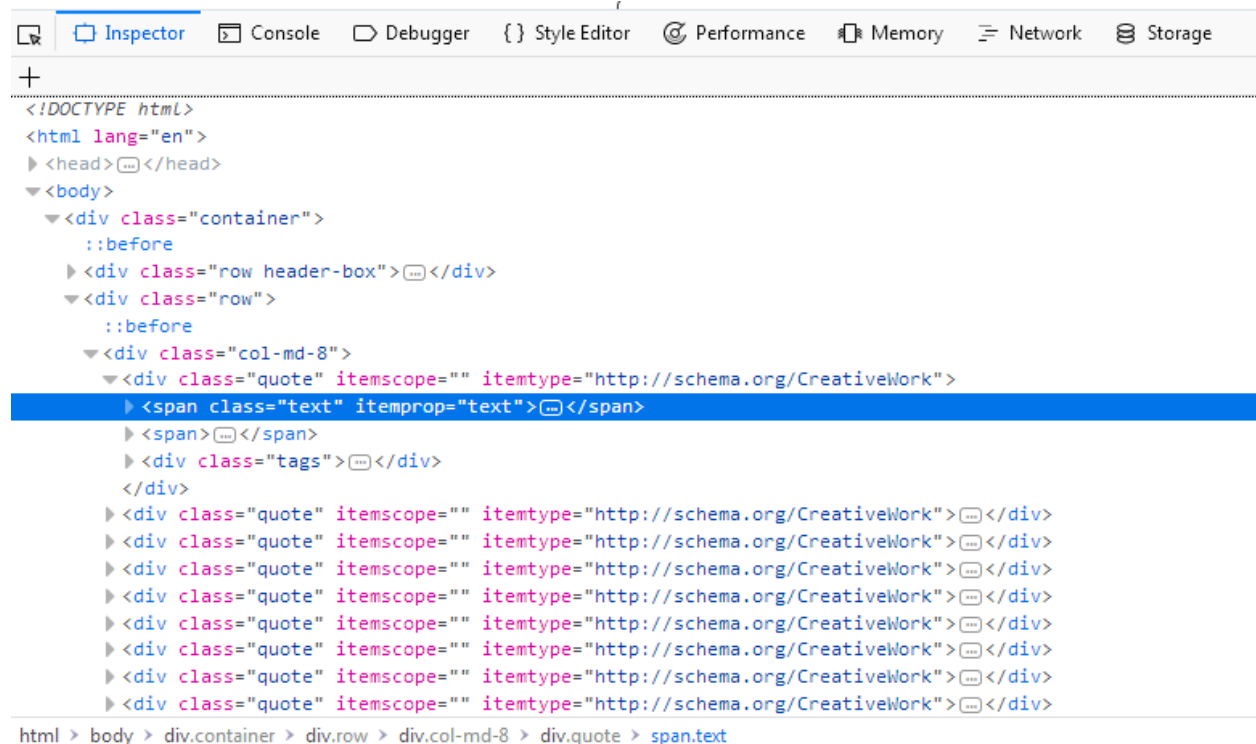 Inspector Console Debugger { } Style Editor Performance Memory Network Storage
+
<!DOCTYPE html>
<html lang="en">
<head>…</head>
<body>
<div class="container">
::before
<div class="row header-box">…</div>
<div class="row">
::before
<div class="col-md-8">
<div class="quote" itemscope="" itemtype="http://schema.org/CreativeWork">
<span class="text" itemprop="text">…</span>
<span>…</span>
<div class="tags">…</div>
</div>
<div class="quote" itemscope="" itemtype="http://schema.org/CreativeWork">…</div>
<div class="quote" itemscope="" itemtype="http://schema.org/CreativeWork">…</div>
<div class="quote" itemscope="" itemtype="http://schema.org/CreativeWork">…</div>
<div class="quote" itemscope="" itemtype="http://schema.org/CreativeWork">…</div>
<div class="quote" itemscope="" itemtype="http://schema.org/CreativeWork">…</div>
<div class="quote" itemscope="" itemtype="http://schema.org/CreativeWork">…</div>
<div class="quote" itemscope="" itemtype="http://schema.org/CreativeWork">…</div>
<div class="quote" itemscope="" itemtype="http://schema.org/CreativeWork">…</div>
html > body > div.container > div.row > div.col-md-8 > div.quote > span.text